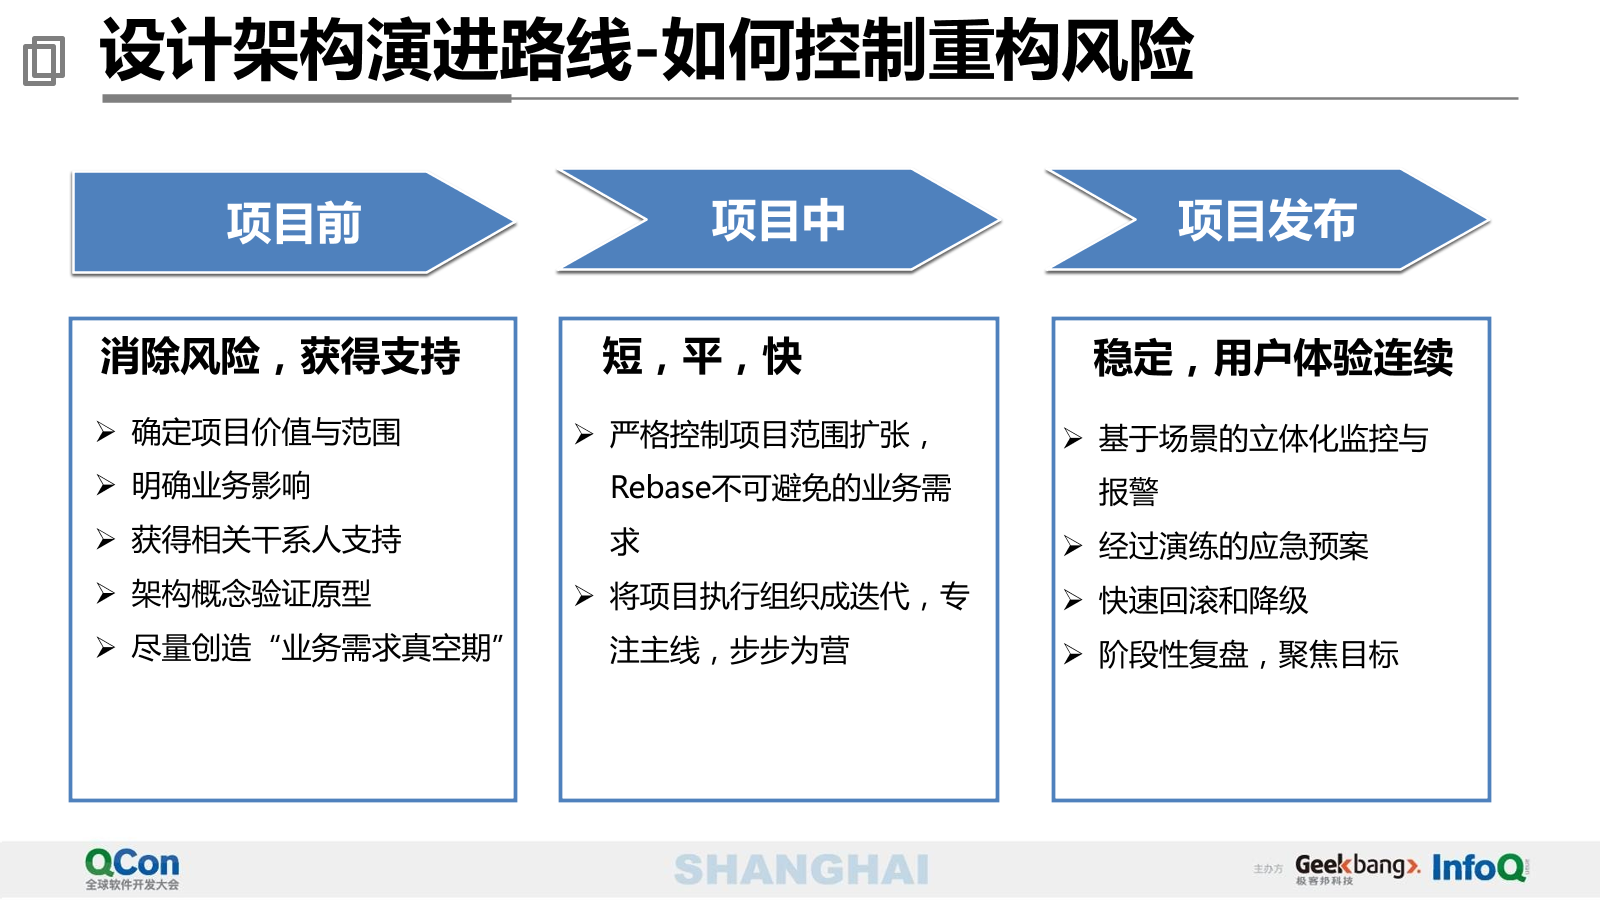 设计架构演进路线-如何控制重构风险
项目前
项目中
项目发布
消除风险，获得支持
➢ 确定项目价值与范围
➢ 明确业务影响
➢ 获得相关干系人支持
➢ 架构概念验证原型
➢ 尽量创造“业务需求真空期”
短，平，快
➢ 严格控制项目范围扩张，
Rebase不可避免的业务需
求
➢ 将项目执行组织成迭代，专
注主线，步步为营
稳定，用户体验连续
➢ 基于场景的立体化监控与
报警
➢ 经过演练的应急预案
➢ 快速回滚和降级
➢ 阶段性复盘，聚焦目标
QCon
全球软件开发大会
SHANGHAI
主办方
Geekbang>.
极客邦科技
InfoQ